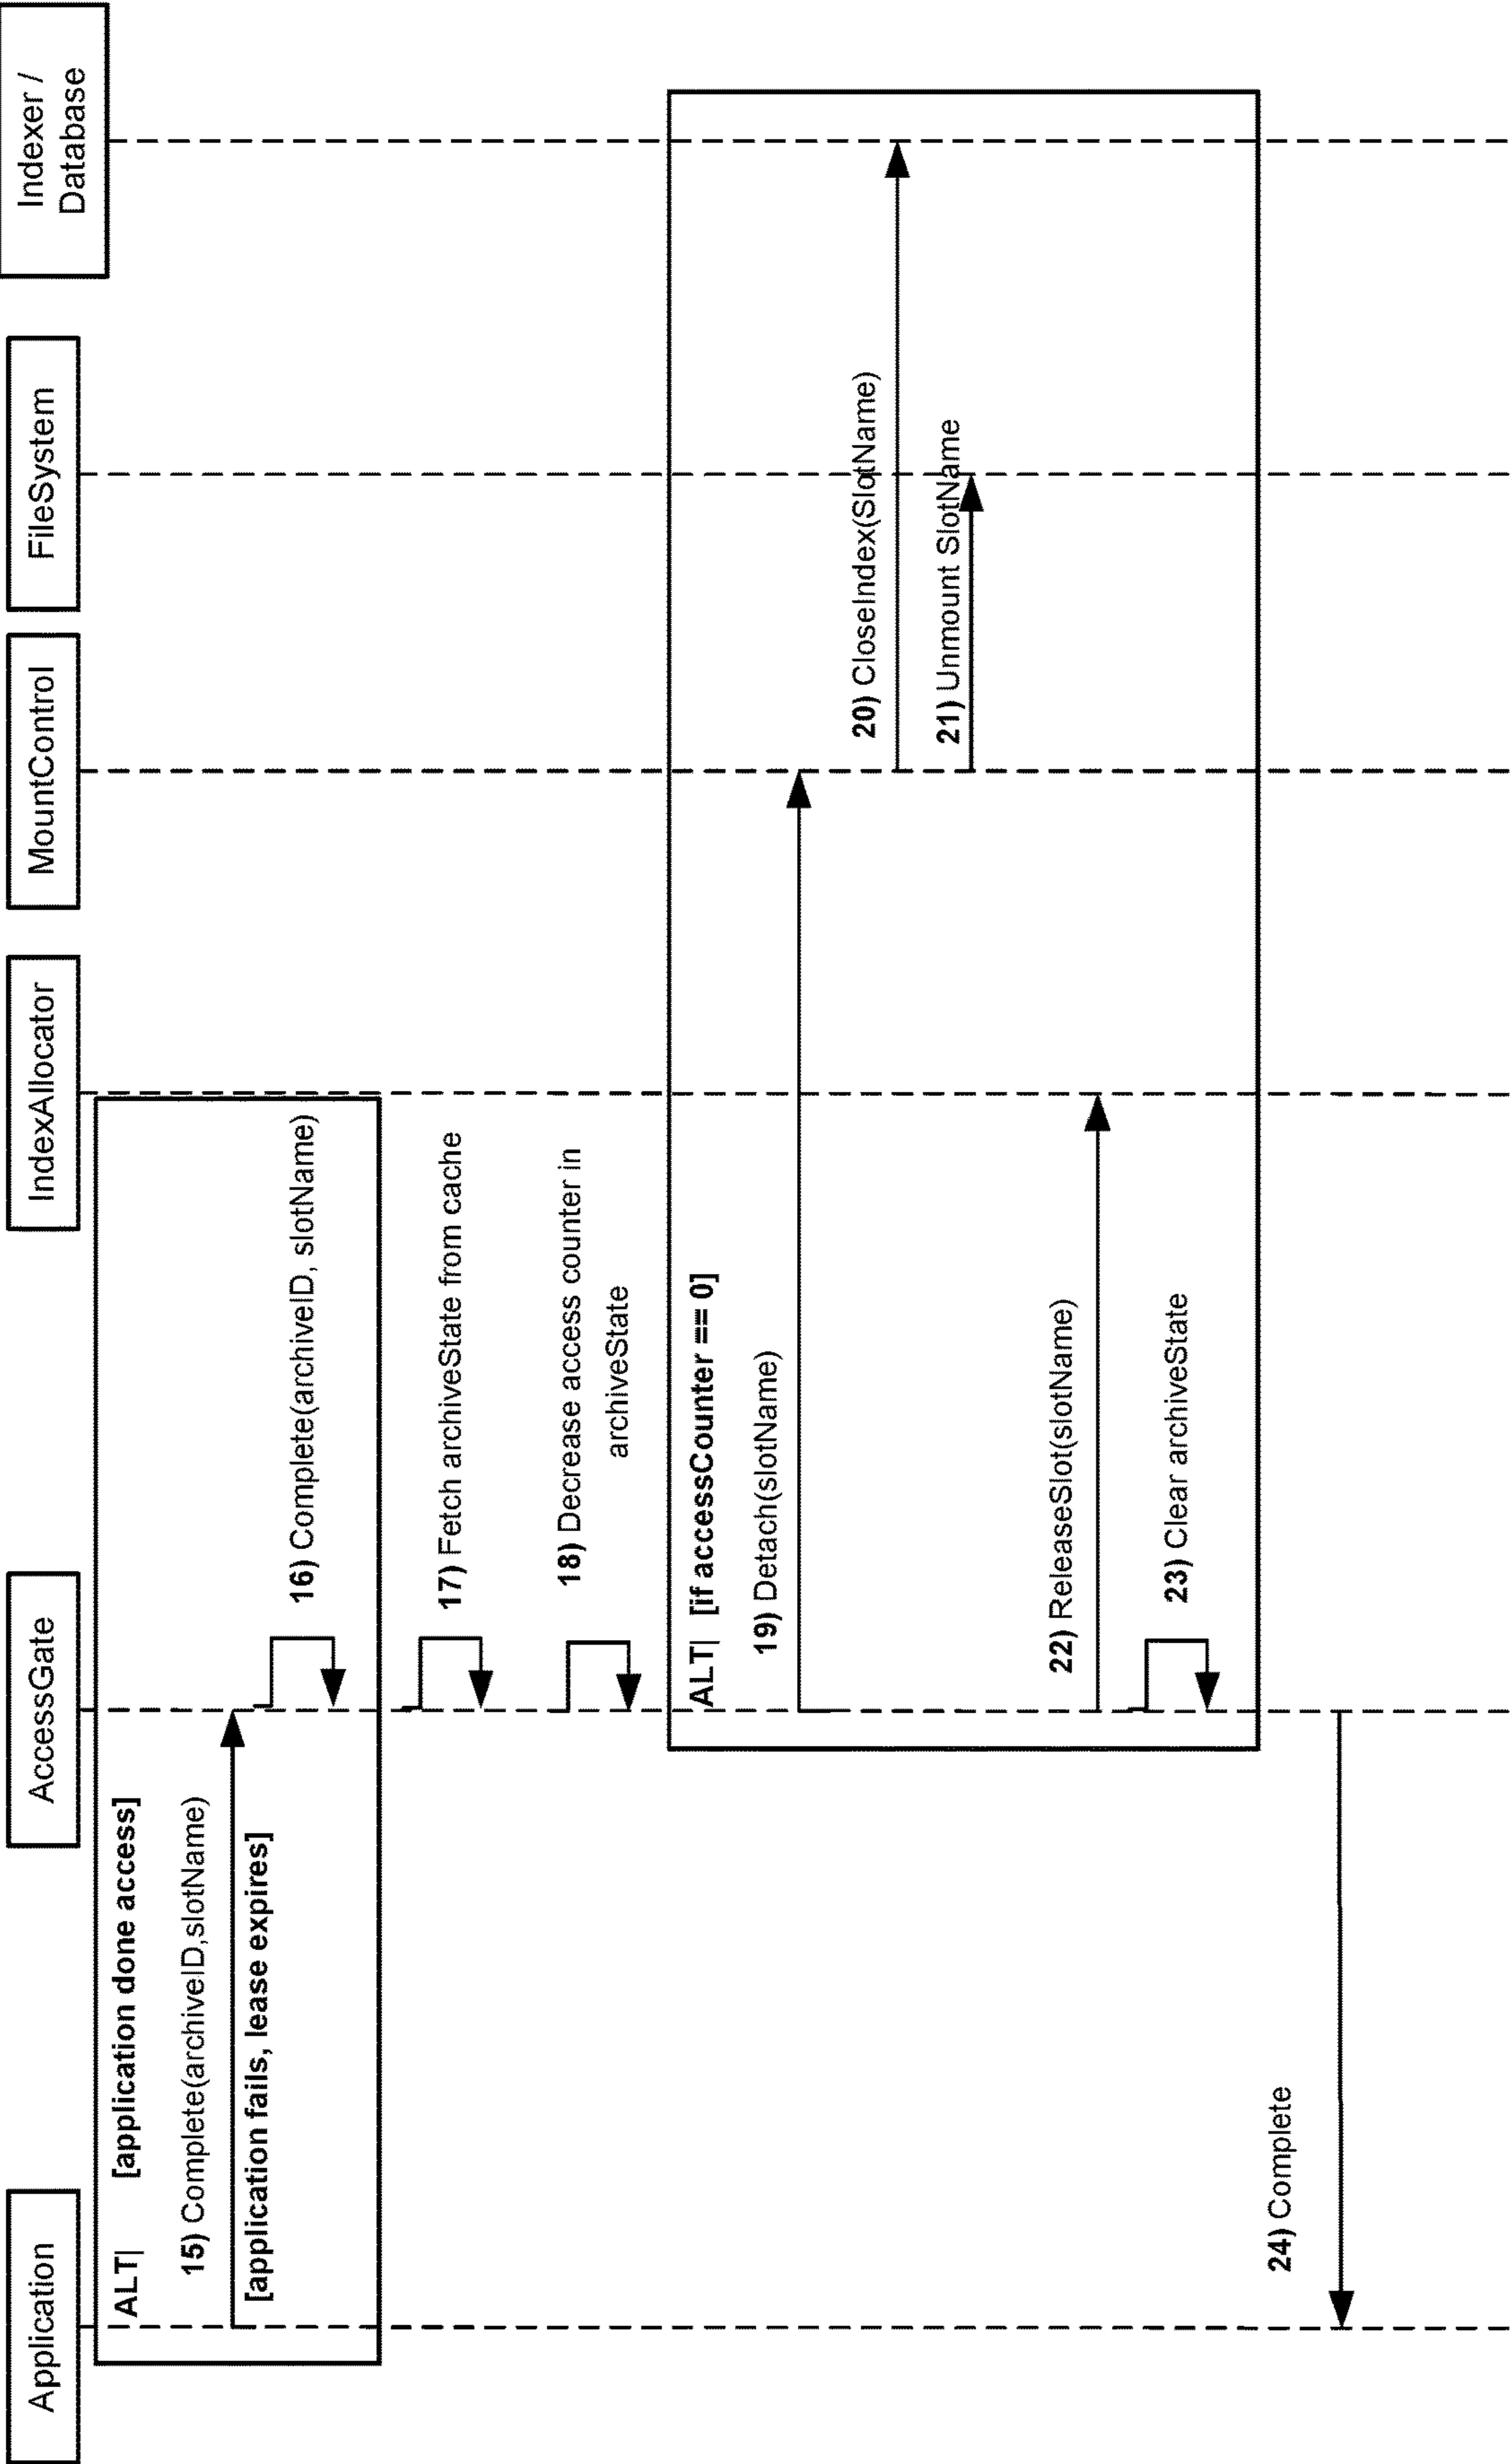 Application
AccessGate
IndexAllocator
MountControl
FileSystem
Indexer /
Database
ALT| [application done access]
15) Complete(archiveID,slotName)
[application fails, lease expires]
16) Complete(archiveID, slotName)
17) Fetch archiveState from cache
18) Decrease access counter in
archiveState
ALT| [if accessCounter == 0]
19) Detach(slotName)
20) CloseIndex(SlotName)
21) Unmount SlotName
22) ReleaseSlot(slotName)
23) Clear archiveState
24) Complete